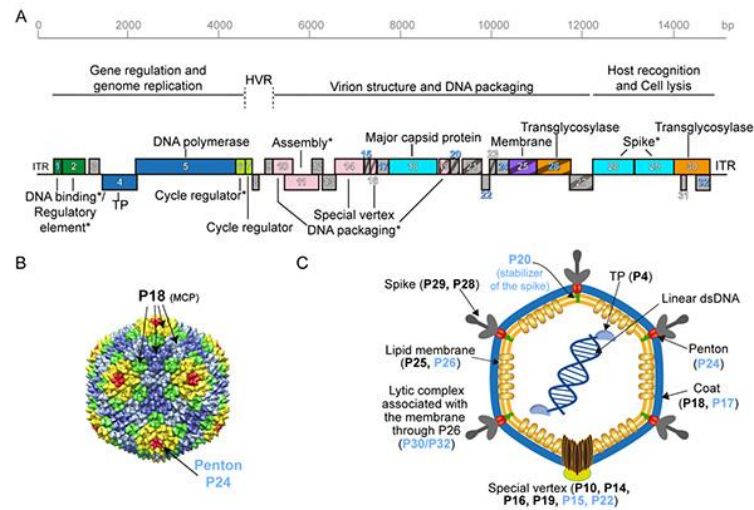 A
0
2000
4000
6000
8000
10000
12000
14000
Gene regulation and
genome replication
HVR
Virion structure and DNA packaging
Host recognition
and Cell lysis
DNA polymerase
Assembly*
Major capsid protein
Membrane
Transglycosylase
Spike*
Transglycosylase
ITR
1
2
3
5
10
14
15
17
18
20
23
25
ITR
4
11
16
22
31
32
DNA binding*/
Regulatory
element*
TP
Cycle regulator*
Cycle regulator
Special vertex
DNA packaging*
B
P18 (MCP)
Penton
P24
C
P20
(stabilizer
of the spike)
TP (P4)
Spike (P29, P28)
Linear dsDNA
Lipid membrane
(P25, P26)
Penton
(P24)
Lytic complex
associated with
the membrane
through P26
(P30/P32)
Coat
(P18, P17)
Special vertex (P10, P14,
P16, P19, P15, P22)